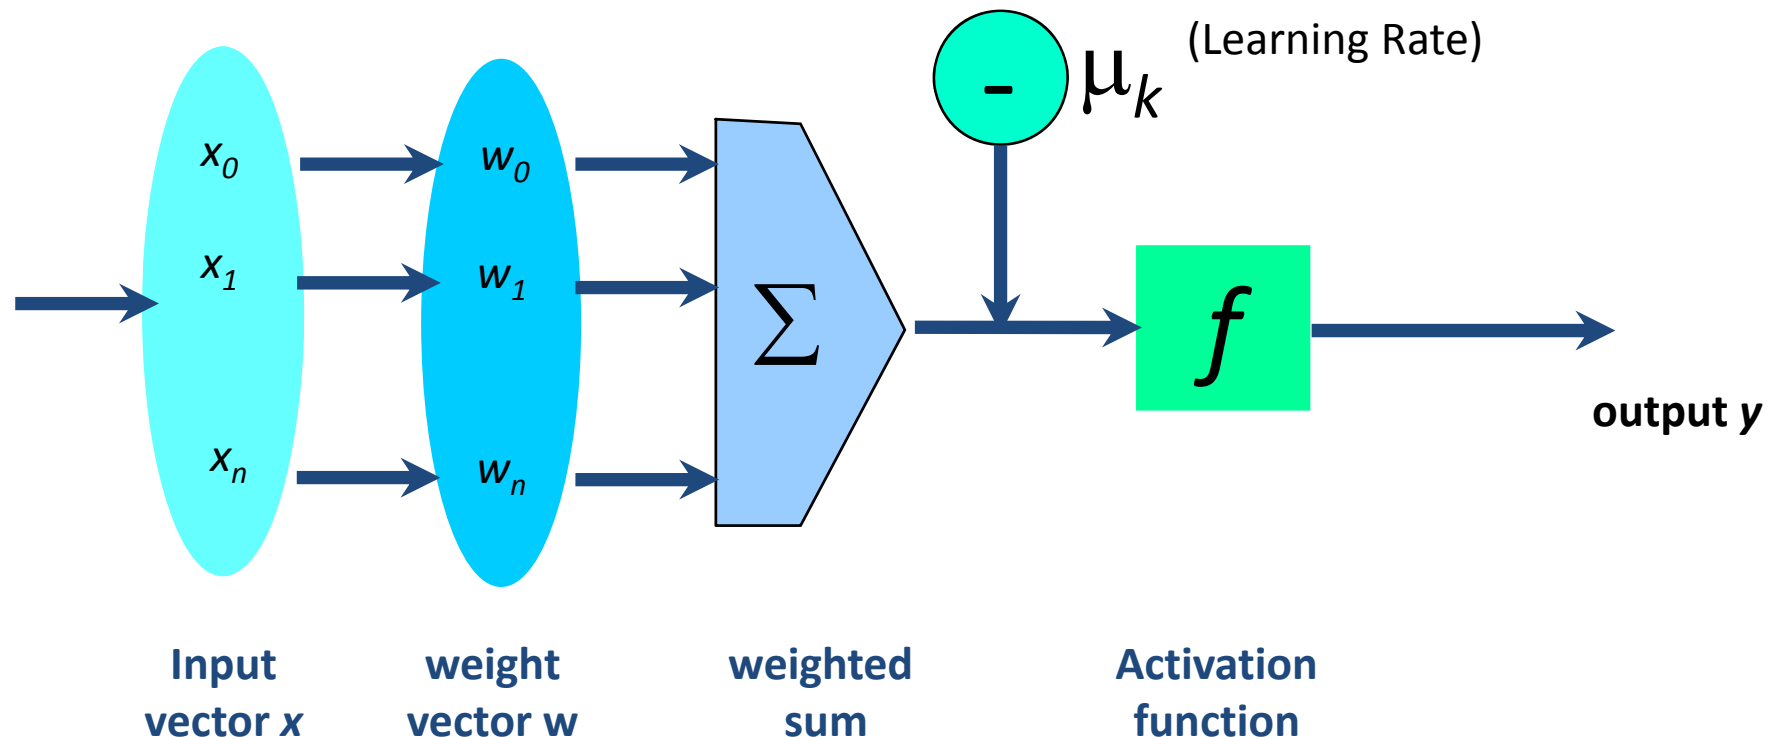 - μk (Learning Rate)
x0 w0
x1 w1
∑ f
output y
xn wn
Input vector x
weight vector w
weighted sum
Activation function